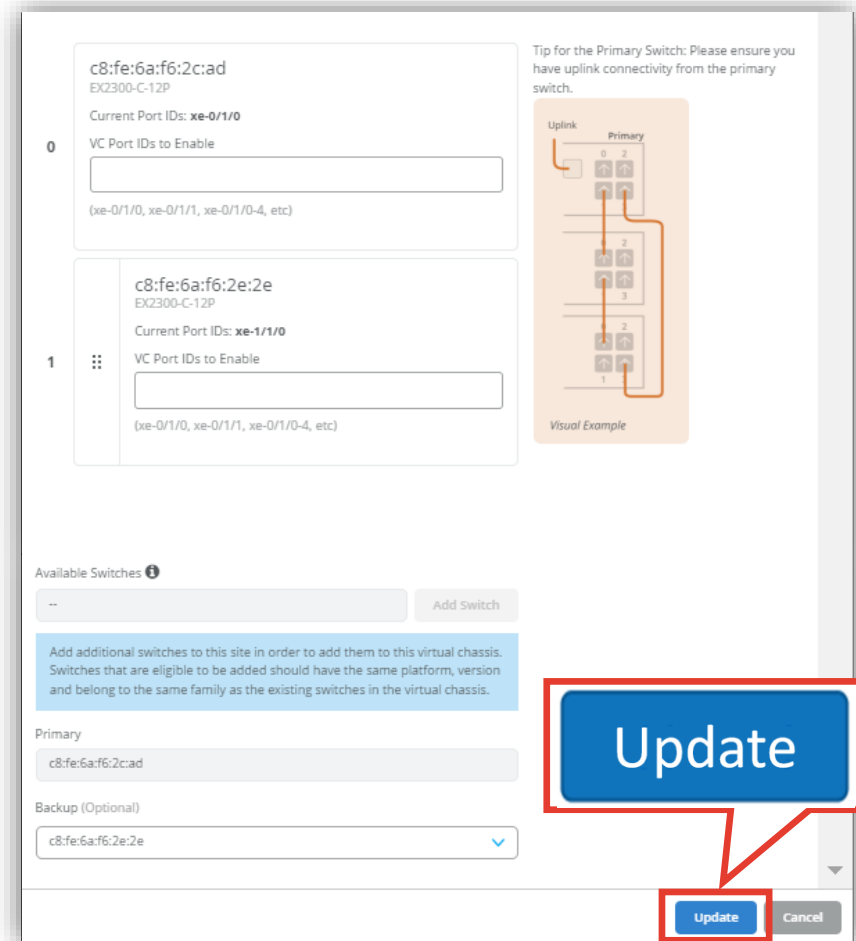 c8:fe:6a:f6:2c:ad
EX2300-C-12P
Current Port IDs: xe-0/1/0
0
VC Port IDs to Enable
(xe-0/1/0, xe-0/1/1, xe-0/1/0-4, etc)
c8:fe:6a:f6:2e:2e
EX2300-C-12P
Current Port IDs: xe-1/1/0
1
VC Port IDs to Enable
(xe-0/1/0, xe-0/1/1, xe-0/1/0-4, etc)
Tip for the Primary Switch: Please ensure you
have uplink connectivity from the primary
switch.
Uplink
Primary
0 2
2
3
2
1
Visual Example
Available Switches
--
Add Switch
Add additional switches to this site in order to add them to this virtual chassis.
Switches that are eligible to be added should have the same platform, version
and belong to the same family as the existing switches in the virtual chassis.
Primary
c8:fe:6a:f6:2c:ad
Backup (Optional)
c8:fe:6a:f6:2e:2e
Update
Update
Cancel